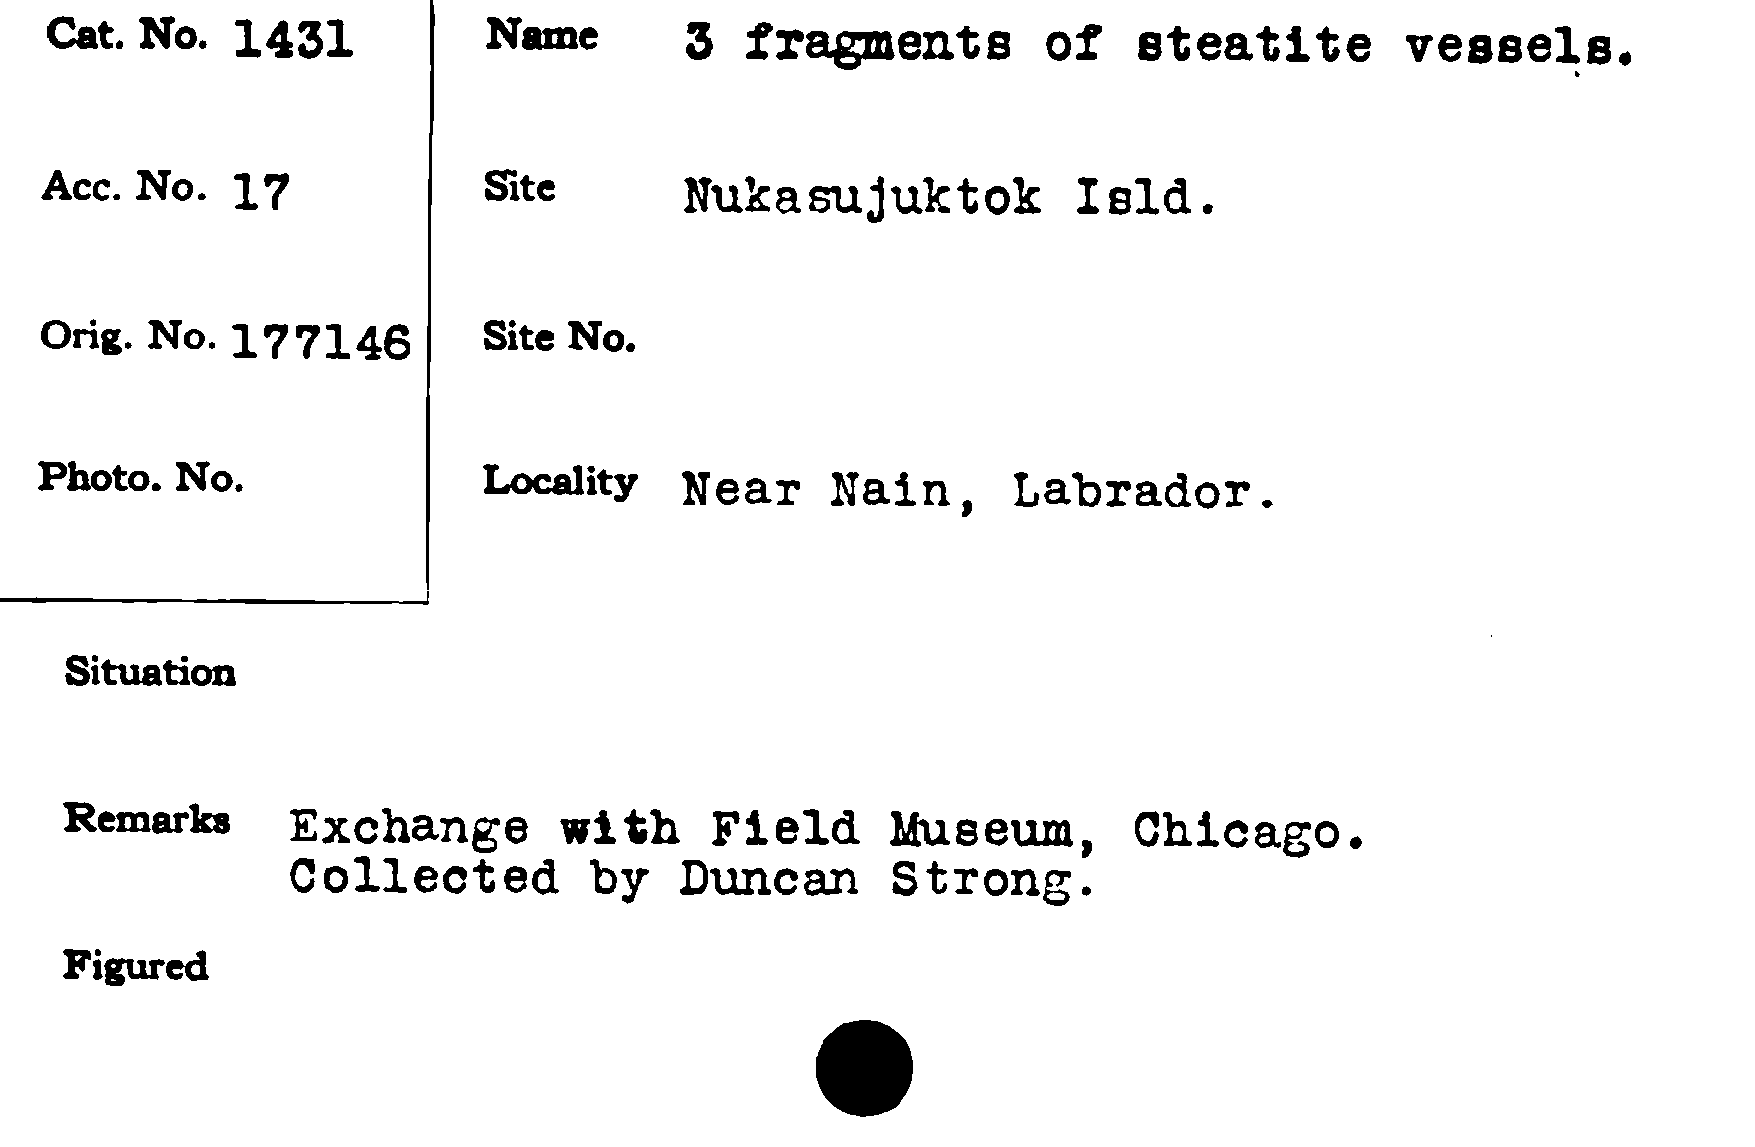 Cat. No. 1431
Name 3 fragments of steatite vessels.
Acc. No. 17
Site Nukasujuktok Isld.
Orig. No. 177146
Site No.
Photo. No.
Locality Near Nain, Labrador.
Situation
Remarks Exchange with Field Museum, Chicago.
Collected by Duncan Strong.
Figured